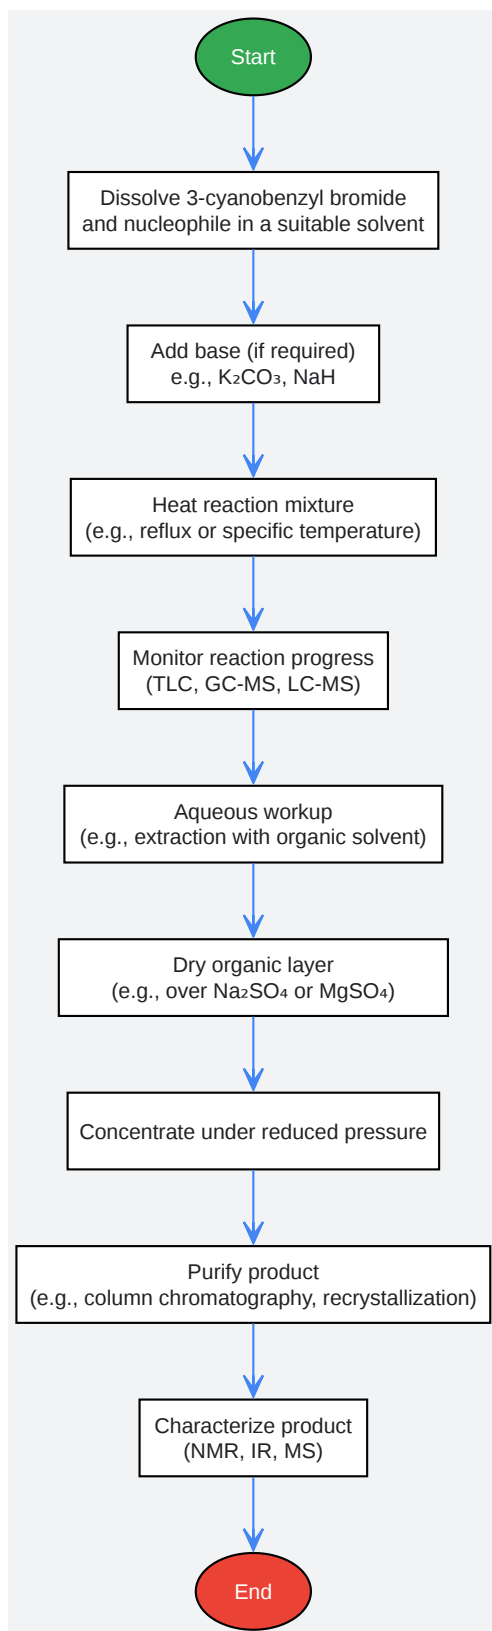 Start
Dissolve 3-cyanobenzyl bromide
and nucleophile in a suitable solvent
Add base (if required)
e.g., K₂CO₃, NaH
Heat reaction mixture
(e.g., reflux or specific temperature)
Monitor reaction progress
(TLC, GC-MS, LC-MS)
Aqueous workup
(e.g., extraction with organic solvent)
Dry organic layer
(e.g., over Na₂SO₄ or MgSO₄)
Concentrate under reduced pressure
Purify product
(e.g., column chromatography, recrystallization)
Characterize product
(NMR, IR, MS)
End